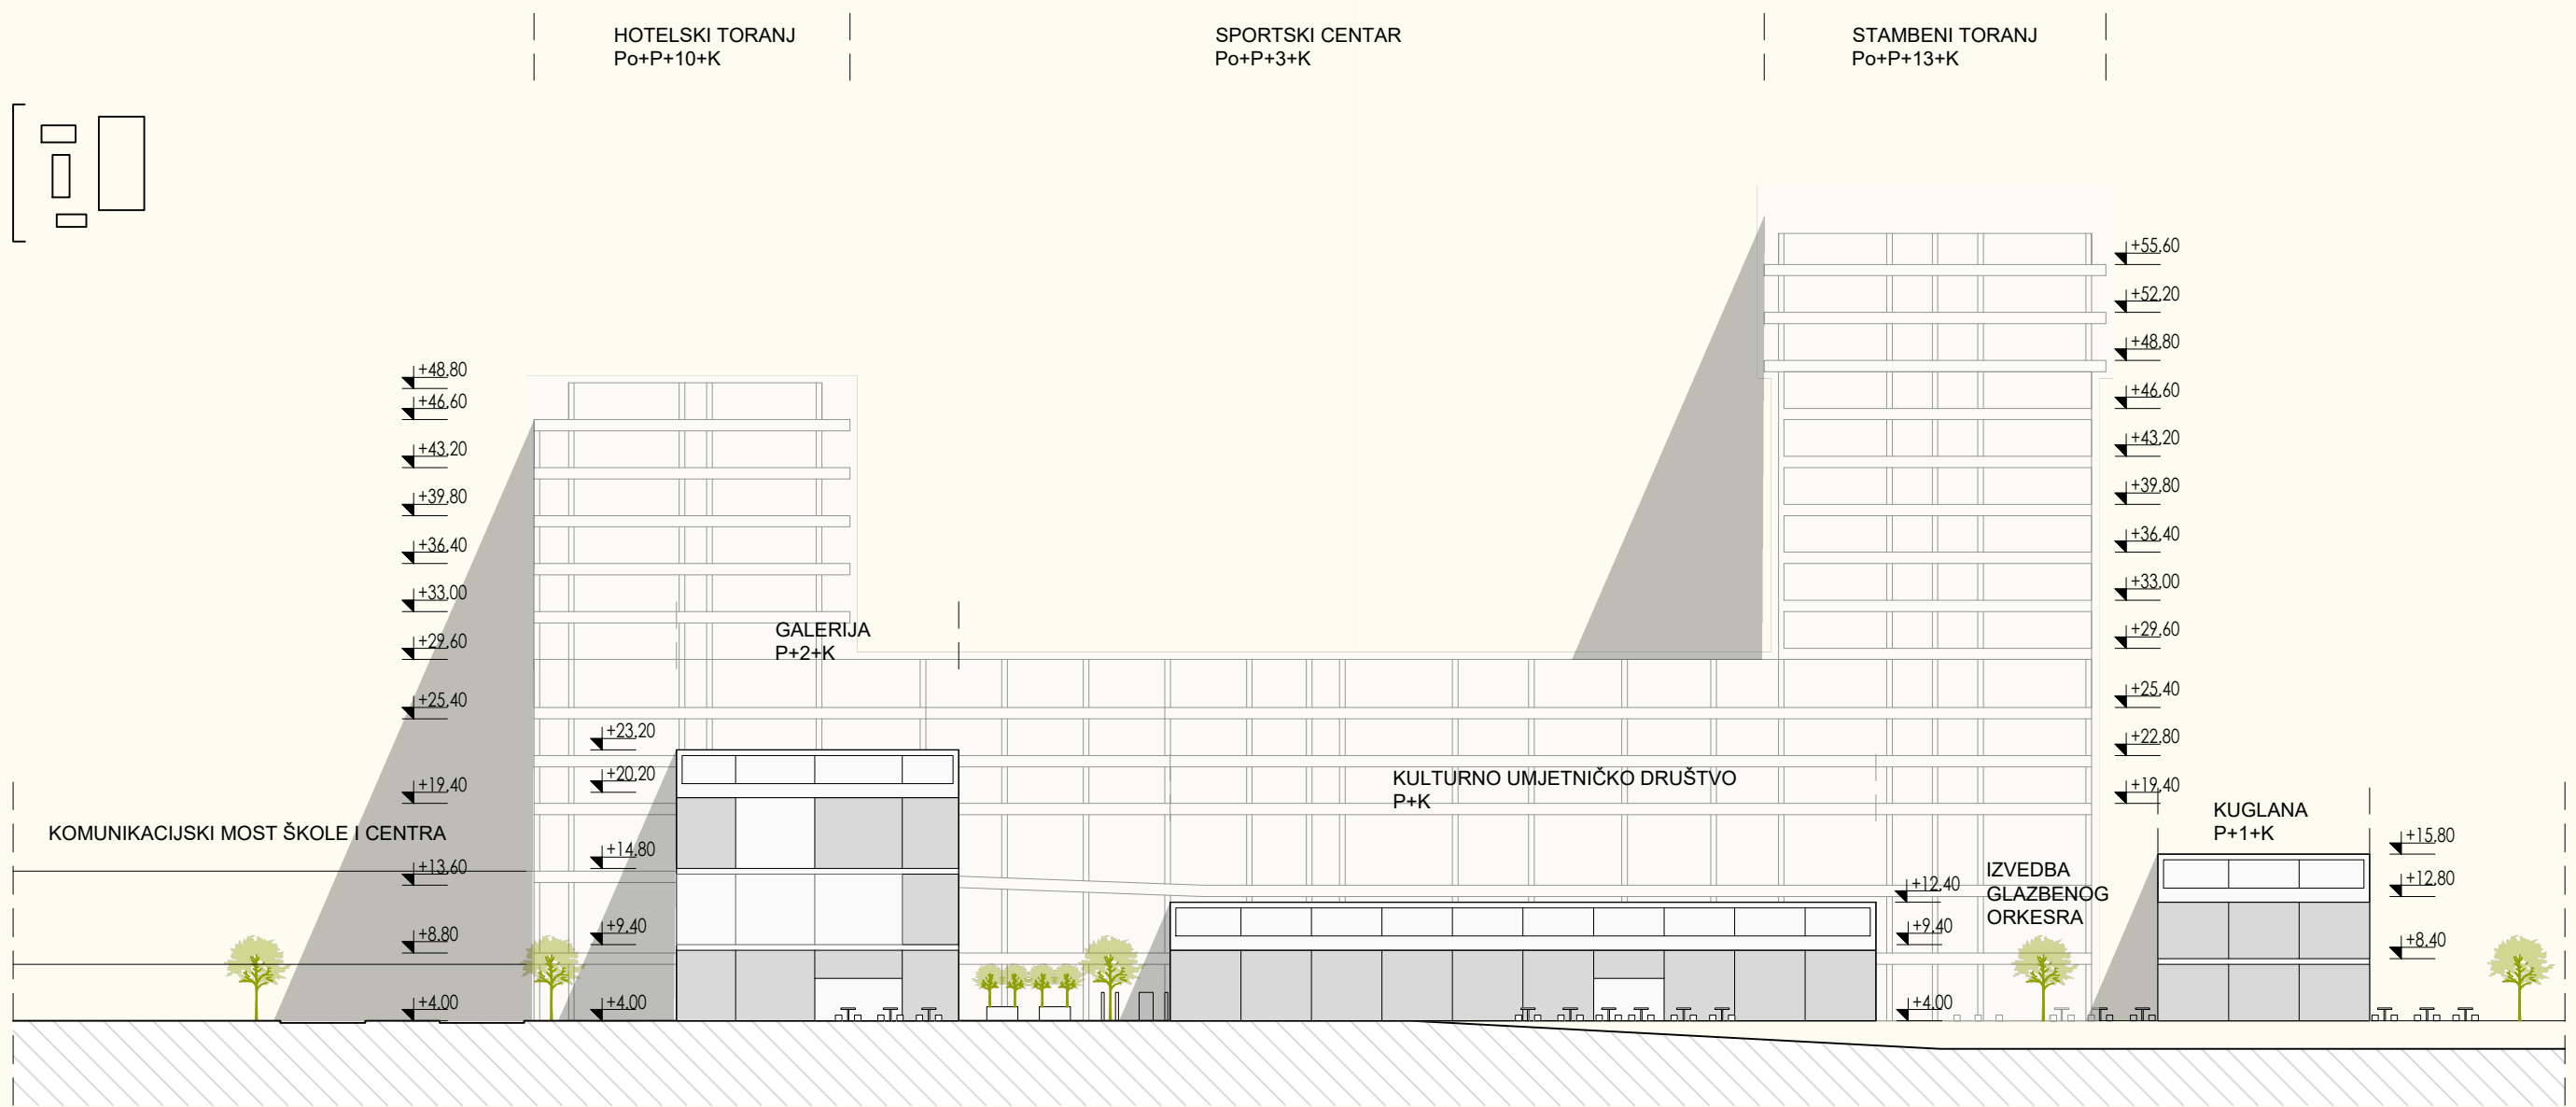 HOTELSKI TORANJ
Po+P+10+K
SPORTSKI CENTAR
Po+P+3+K
STAMBENI TORANJ
Po+P+13+K
+48,80
+46,60
+43,20
+39,80
+36,40
+33,00
+29,60
+25,40
+19,40
+13,60
+8,80
+4,00
KOMUNIKACIJSKI MOST ŠKOLE I CENTRA
GALERIJA
P+2+K
+23,20
+20,20
+14,80
+9,40
+4,00
KULTURNO UMJETNIČKO DRUŠTVO
P+K
+12,40
+9,40
+4,00
IZVEDBA
GLAZBENOG
ORKESRA
+55,60
+52,20
+48,80
+46,60
+43,20
+39,80
+36,40
+33,00
+29,60
+25,40
+22,80
+19,40
KUGLANA
P+1+K
+15,80
+12,80
+8,40